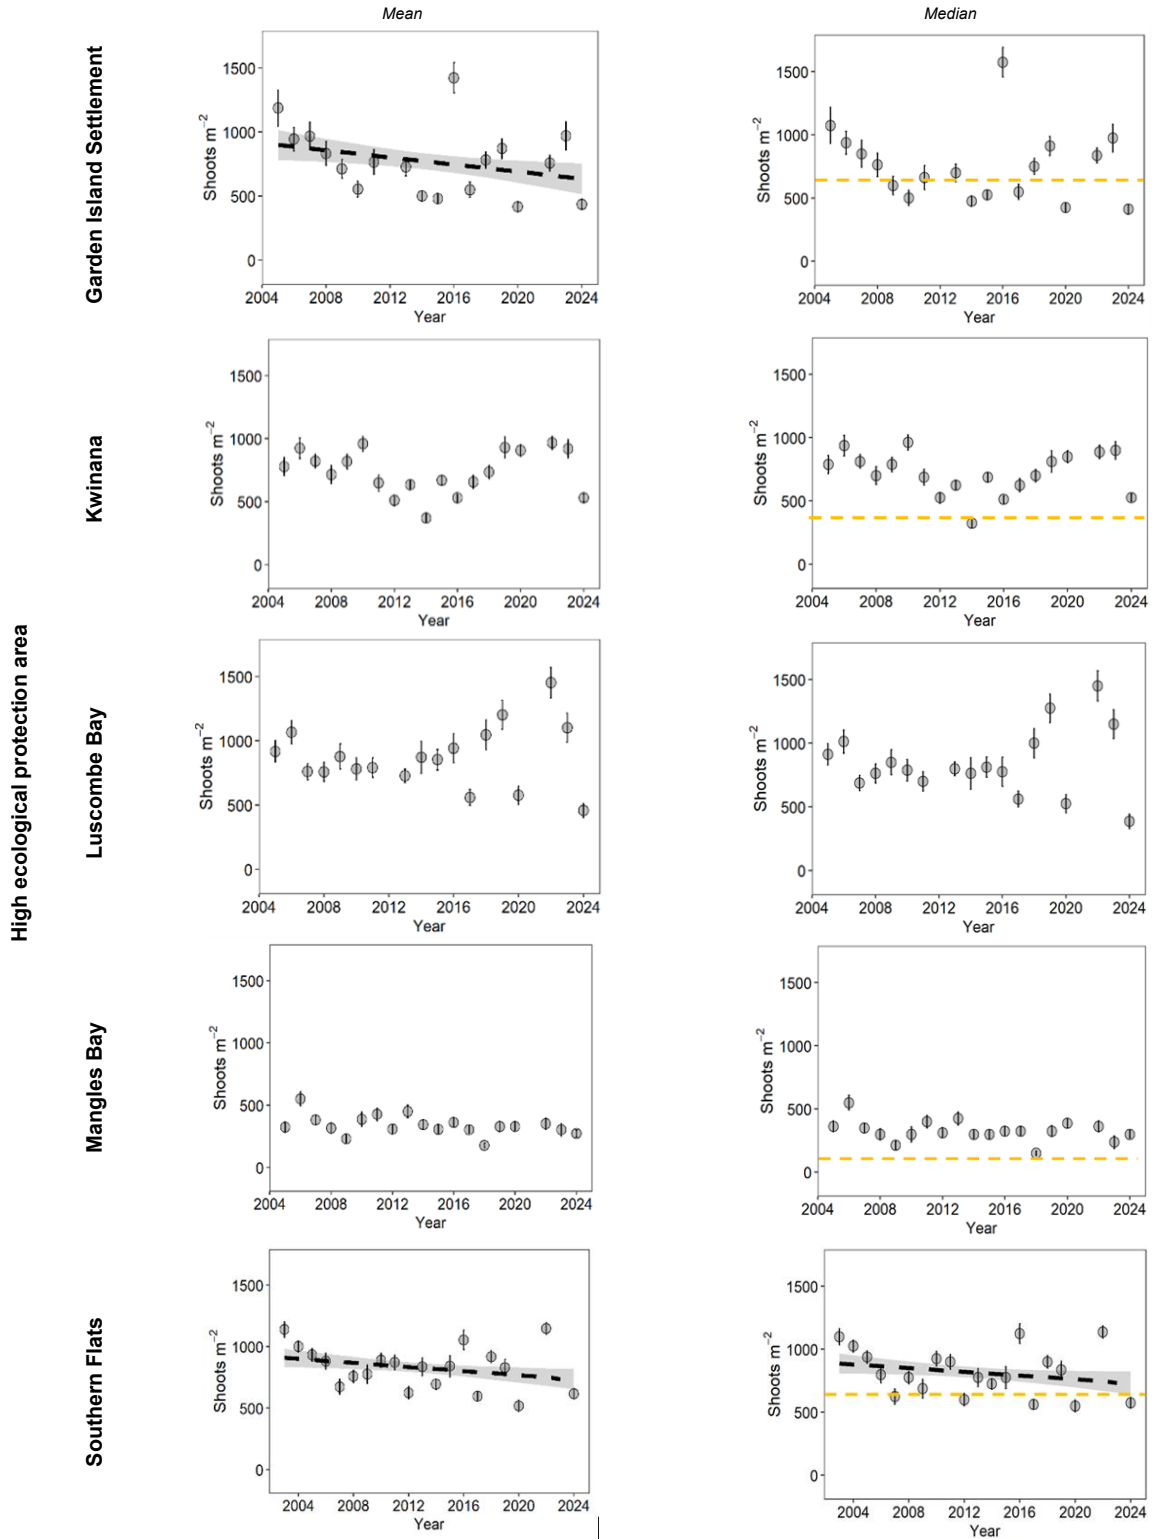 Mean
Median
High ecological protection area
Garden Island Settlement
Shoots m⁻²
1500
1000
500
0
2004 2008 2012 2016 2020 2024
Year
Shoots m⁻²
1500
1000
500
0
2004 2008 2012 2016 2020 2024
Year
Kwinana
Shoots m⁻²
1500
1000
500
0
2004 2008 2012 2016 2020 2024
Year
Shoots m⁻²
1500
1000
500
0
2004 2008 2012 2016 2020 2024
Year
Luscombe Bay
Shoots m⁻²
1500
1000
500
0
2004 2008 2012 2016 2020 2024
Year
Shoots m⁻²
1500
1000
500
0
2004 2008 2012 2016 2020 2024
Year
Mangles Bay
Shoots m⁻²
1500
1000
500
0
2004 2008 2012 2016 2020 2024
Year
Shoots m⁻²
1500
1000
500
0
2004 2008 2012 2016 2020 2024
Year
Southern Flats
Shoots m⁻²
1500
1000
500
0
2004 2008 2012 2016 2020 2024
Year
Shoots m⁻²
1500
1000
500
0
2004 2008 2012 2016 2020 2024
Year